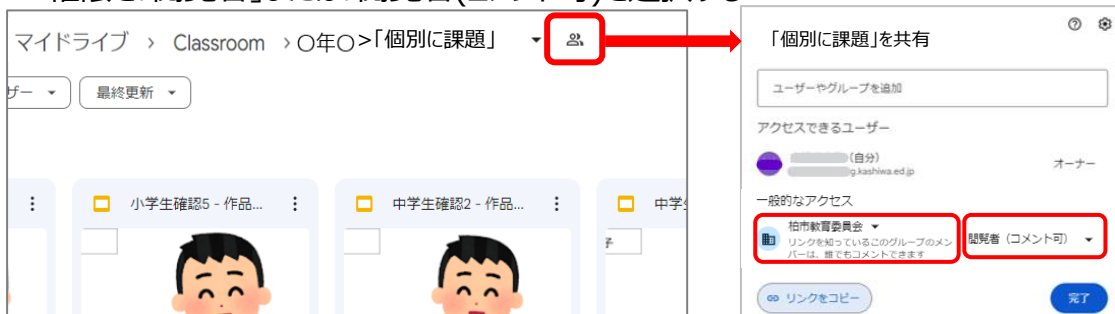 マイドライブ > Classroom > 〇年〇>「個別に課題」
ザー
最終更新
小学生確認5 - 作品...
中学生確認2 - 作品...
「個別に課題」を共有
ユーザーやグループを追加
アクセスできるユーザー
(自分)
g.kashiwa.ed.jp
オーナー
一般的なアクセス
柏市教育委員会
リンクを知っているこのグループのメン
バーは、誰でもコメントできます
閲覧者（コメント可）
リンクをコピー
完了